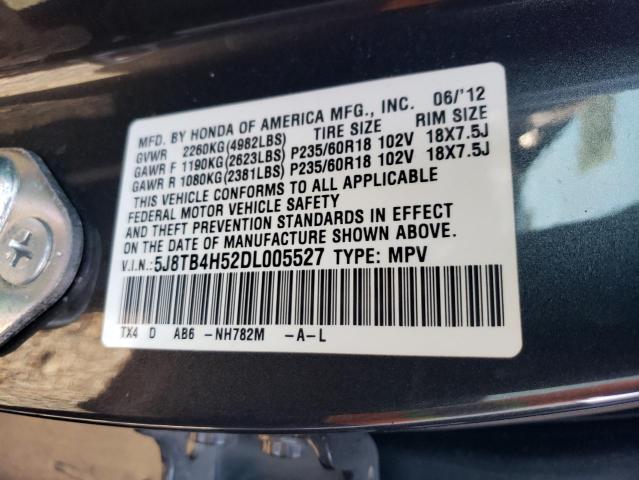 MFD. BY HONDA OF AMERICA MFG., INC. 06/'12
GVWR 2260KG(4982LBS) TIRE SIZE RIM SIZE
GAWR F 1190KG(2623LBS) P235/60R18 102V 18X7.5J
GAWR R 1080KG(2381LBS) P235/60R18 102V 18X7.5J
THIS VEHICLE CONFORMS TO ALL APPLICABLE
FEDERAL MOTOR VEHICLE SAFETY
AND THEFT PREVENTION STANDARDS IN EFFECT
ON THE DATE OF MANUFACTURE SHOWN ABOVE.
V.I.N.: 5J8TB4H52DL005527 TYPE: MPV
TX4 D AB6 -NH782M -A-L